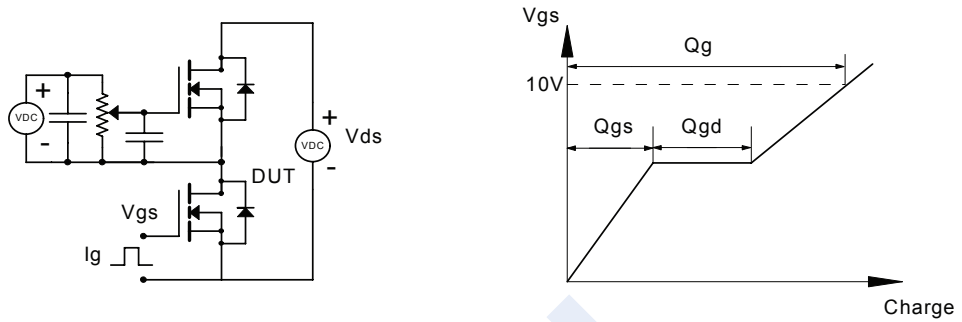 VDC
+
-
Vgs
Ig
DUT
VDC
+
-
Vds
Vgs
10V
Qg
Qgs
Qgd
Charge